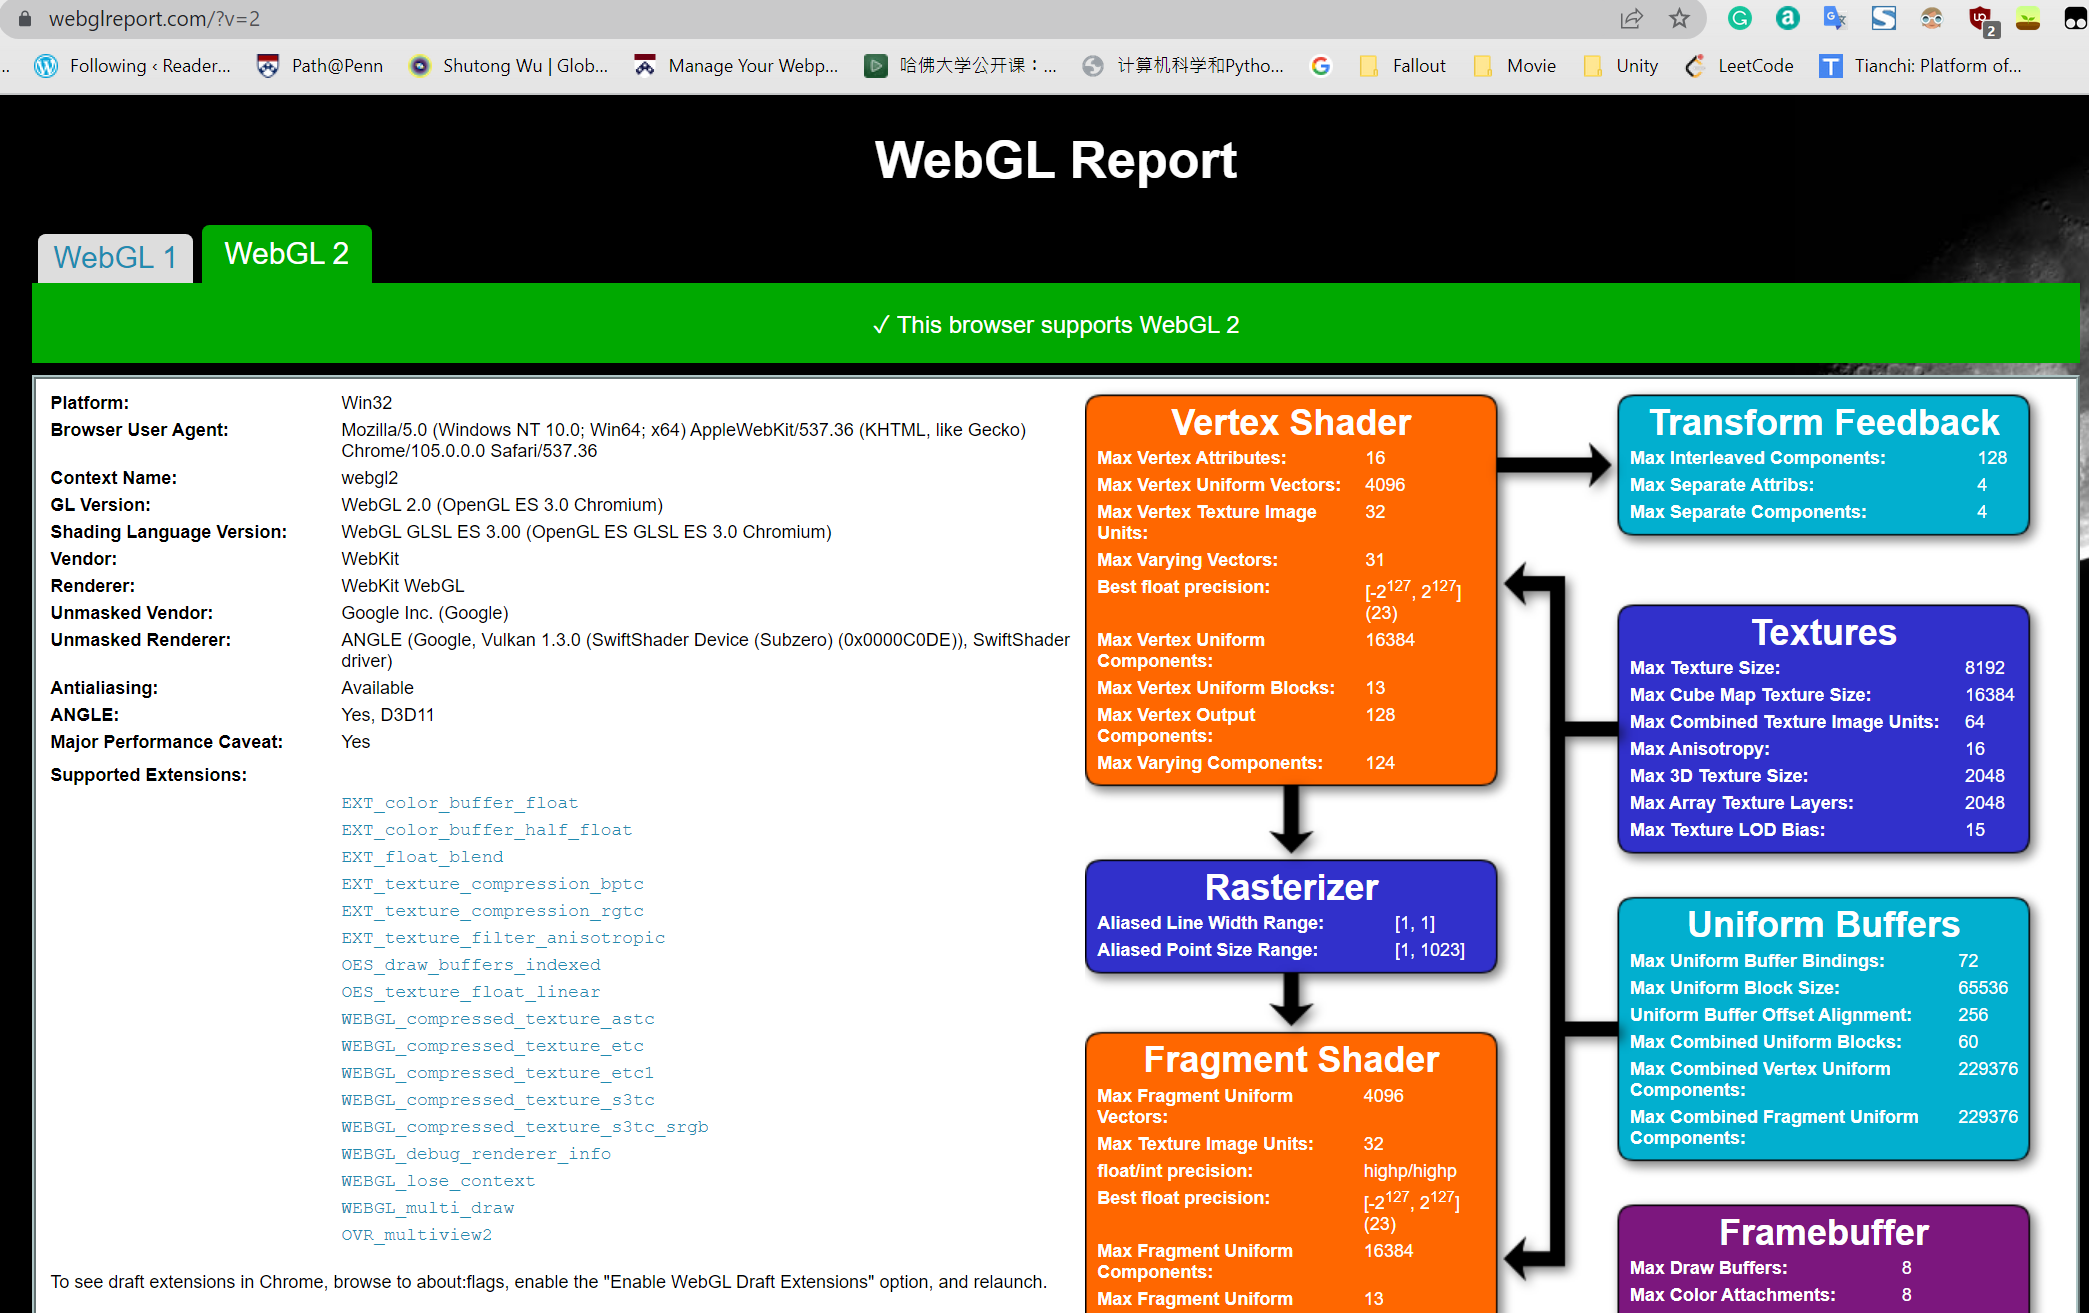 webglreport.com/?v=2
2
Following ‹ Reader...
Path@Penn
Shutong Wu | Glob...
Manage Your Webp...
哈佛大学公开课：...
计算机科学和Pytho...
Fallout
Movie
Unity
LeetCode
Tianchi: Platform of...
WebGL Report
WebGL 1
WebGL 2
✓ This browser supports WebGL 2
Platform: Win32
Browser User Agent: Mozilla/5.0 (Windows NT 10.0; Win64; x64) AppleWebKit/537.36 (KHTML, like Gecko)
Chrome/105.0.0.0 Safari/537.36
Context Name: webgl2
GL Version: WebGL 2.0 (OpenGL ES 3.0 Chromium)
Shading Language Version: WebGL GLSL ES 3.00 (OpenGL ES GLSL ES 3.0 Chromium)
Vendor: WebKit
Renderer: WebKit WebGL
Unmasked Vendor: Google Inc. (Google)
Unmasked Renderer: ANGLE (Google, Vulkan 1.3.0 (SwiftShader Device (Subzero) (0x0000C0DE)), SwiftShader
driver)
Antialiasing: Available
ANGLE: Yes, D3D11
Major Performance Caveat: Yes
Supported Extensions:
EXT_color_buffer_float
EXT_color_buffer_half_float
EXT_float_blend
EXT_texture_compression_bptc
EXT_texture_compression_rgtc
EXT_texture_filter_anisotropic
OES_draw_buffers_indexed
OES_texture_float_linear
WEBGL_compressed_texture_astc
WEBGL_compressed_texture_etc
WEBGL_compressed_texture_etc1
WEBGL_compressed_texture_s3tc
WEBGL_compressed_texture_s3tc_srgb
WEBGL_debug_renderer_info
WEBGL_lose_context
WEBGL_multi_draw
OVR_multiview2
To see draft extensions in Chrome, browse to about:flags, enable the "Enable WebGL Draft Extensions" option, and relaunch.
Vertex Shader
Max Vertex Attributes: 16
Max Vertex Uniform Vectors: 4096
Max Vertex Texture Image 32
Units:
Max Varying Vectors: 31
Best float precision: [-2^127, 2^127]
(23)
Max Vertex Uniform 16384
Components:
Max Vertex Uniform Blocks: 13
Max Vertex Output 128
Components:
Max Varying Components: 124
Rasterizer
Aliased Line Width Range: [1, 1]
Aliased Point Size Range: [1, 1023]
Fragment Shader
Max Fragment Uniform 4096
Vectors:
Max Texture Image Units: 32
float/int precision: highp/highp
Best float precision: [-2^127, 2^127]
(23)
Max Fragment Uniform 16384
Components:
Max Fragment Uniform 13
Transform Feedback
Max Interleaved Components: 128
Max Separate Attribs: 4
Max Separate Components: 4
Textures
Max Texture Size: 8192
Max Cube Map Texture Size: 16384
Max Combined Texture Image Units: 64
Max Anisotropy: 16
Max 3D Texture Size: 2048
Max Array Texture Layers: 2048
Max Texture LOD Bias: 15
Uniform Buffers
Max Uniform Buffer Bindings: 72
Max Uniform Block Size: 65536
Uniform Buffer Offset Alignment: 256
Max Combined Uniform Blocks: 60
Max Combined Vertex Uniform 229376
Components:
Max Combined Fragment Uniform 229376
Components:
Framebuffer
Max Draw Buffers: 8
Max Color Attachments: 8